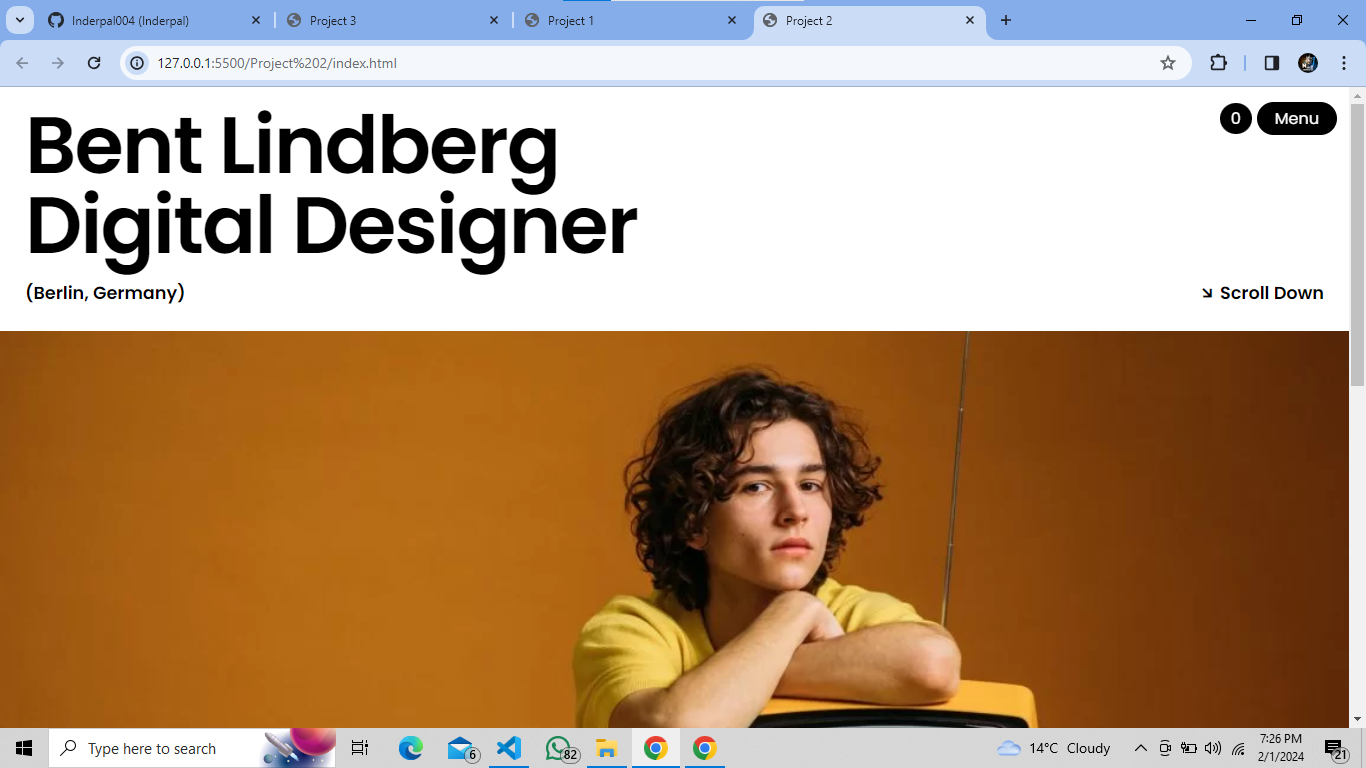 Inderpal004 (Inderpal)
Project 3
Project 1
Project 2
127.0.0.1:5500/Project%202/index.html
Bent Lindberg
Digital Designer
0
Menu
(Berlin, Germany)
Scroll Down
Type here to search
6
82
14°C Cloudy
7:26 PM
2/1/2024
21